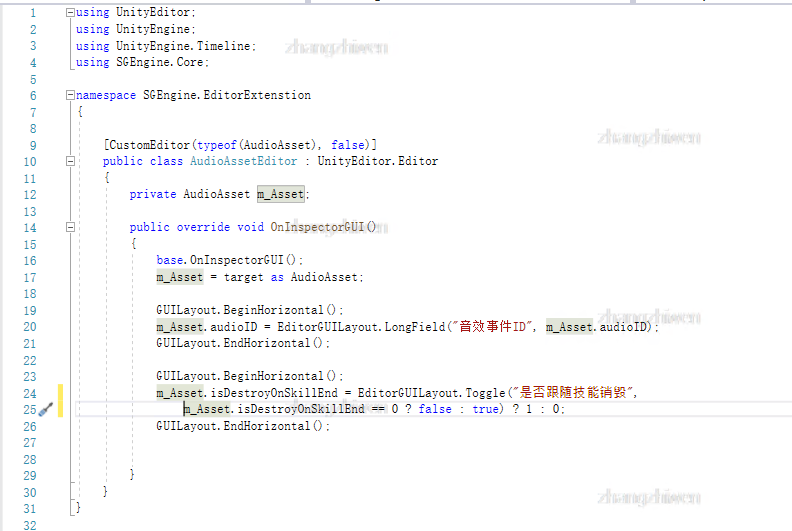 1 using UnityEditor;
2 using UnityEngine;
3 using UnityEngine.Timeline;
zhangzhiwen
4 using SGEngine.Core;
5
6 namespace SGEngine.EditorExtenstion
7 {
8
zhangzhiwen
9 [CustomEditor(typeof(AudioAsset), false)]
10 public class AudioAssetEditor : UnityEditor.Editor
11 {
12 private AudioAsset m_Asset;
13
14 public override void OnInspectorGUI()
zhangzhiwen
15 {
16 base.OnInspectorGUI();
17 m_Asset = target as AudioAsset;
18
19 GUILayout.BeginHorizontal();
zhangzhiwen
20 m_Asset.audioID = EditorGUILayout.LongField("音效事件ID", m_Asset.audioID);
21 GUILayout.EndHorizontal();
22
23 GUILayout.BeginHorizontal();
24 m_Asset.isDestroyOnSkillEnd = EditorGUILayout.Toggle("是否跟随技能销毁",
25 m_Asset.isDestroyOnSkillEnd == 0 ? false : true) ? 1 : 0;
zhangzhiwen
26 GUILayout.EndHorizontal();
27
28
29 }
30 }
zhangzhiwen
31 }
32